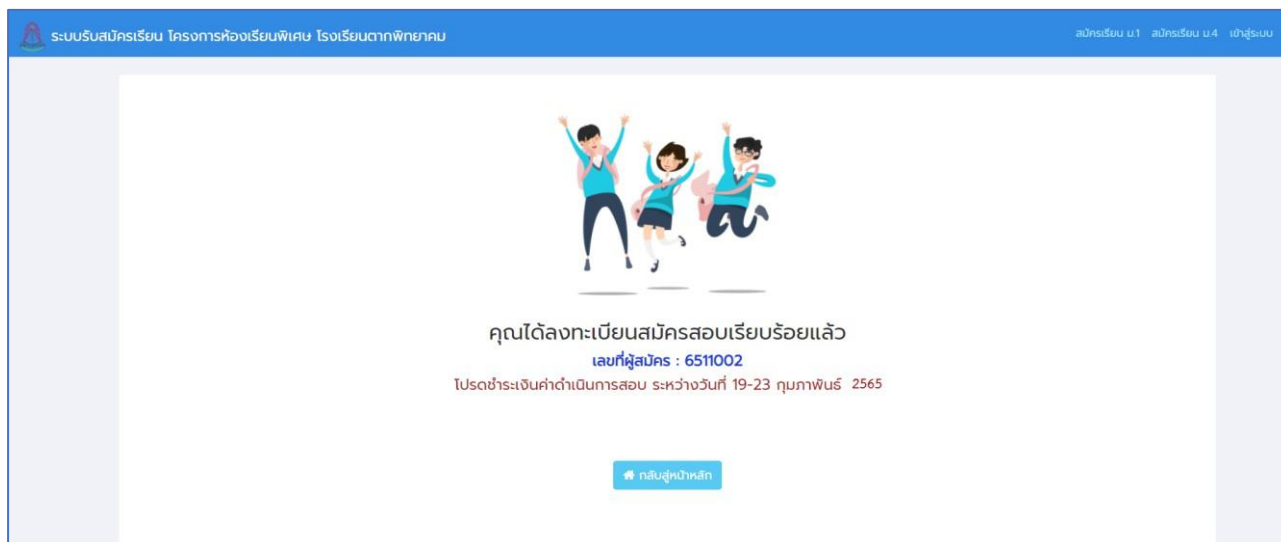 ระบบรับสมัครเรียน โครงการห้องเรียนพิเศษ โรงเรียนตากพิทยาคม
สมัครเรียน ม.1 สมัครเรียน ม.4 เข้าสู่ระบบ
คุณได้ลงทะเบียนสมัครสอบเรียบร้อยแล้ว
เลขที่ผู้สมัคร : 6511002
โปรดชำระเงินค่าดำเนินการสอบ ระหว่างวันที่ 19-23 กุมภาพันธ์ 2565
กลับสู่หน้าหลัก